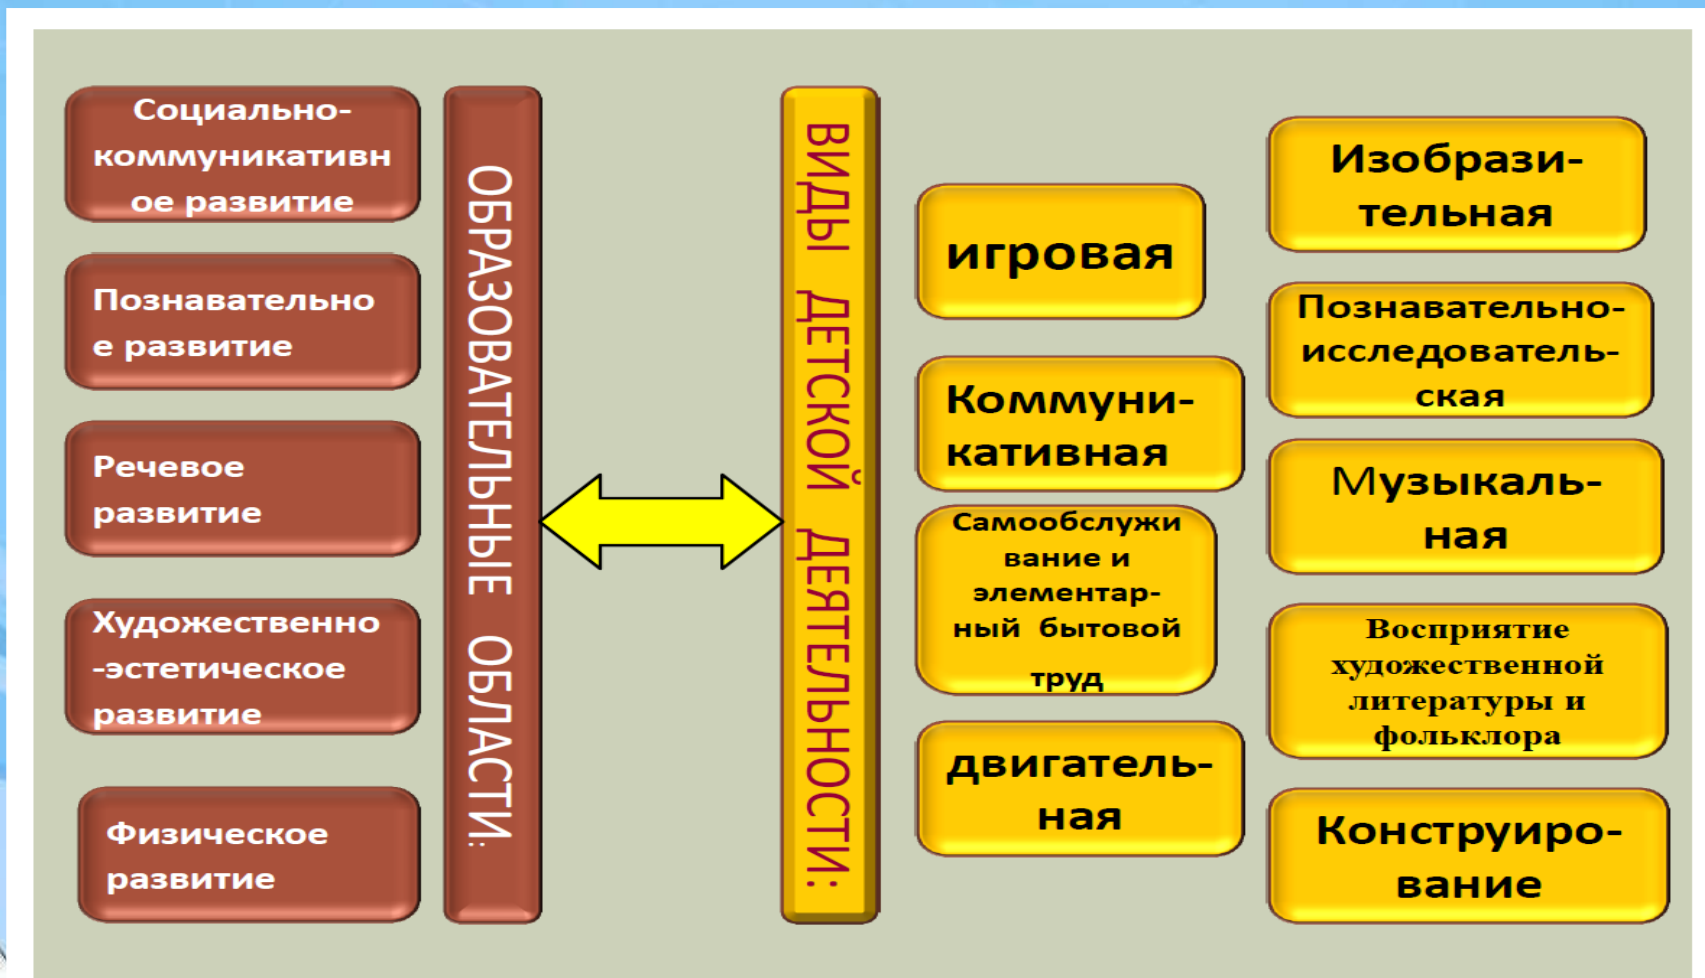 Социально-
коммуникативн
ое развитие
Познавательно
е развитие
Речевое
развитие
Художественно
-эстетическое
развитие
Физическое
развитие
ОБРАЗОВАТЕЛЬНЫЕ ОБЛАСТИ:
ВИДЫ ДЕТСКОЙ ДЕЯТЕЛЬНОСТИ:
игровая
Коммуни-
кативная
Самообслужи
вание и
элементар-
ный бытовой
труд
двигатель-
ная
Изобрази-
тельная
Познавательно-
исследователь-
ская
Музыкаль-
ная
Восприятие
художественной
литературы и
фольклора
Конструиро-
вание